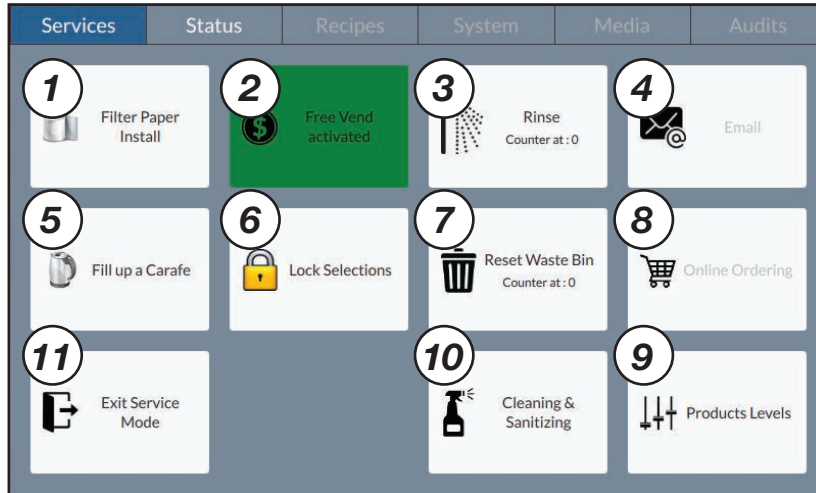 Services Status Recipes System Media Audits
1
Filter Paper
Install
2
$
Free Vend
activated
3
Rinse
Counter at : 0
4
@
Email
5
Fill up a Carafe
6
Lock Selections
7
Reset Waste Bin
Counter at : 0
8
Online Ordering
11
Exit Service
Mode
10
Cleaning &
Sanitizing
9
Products Levels